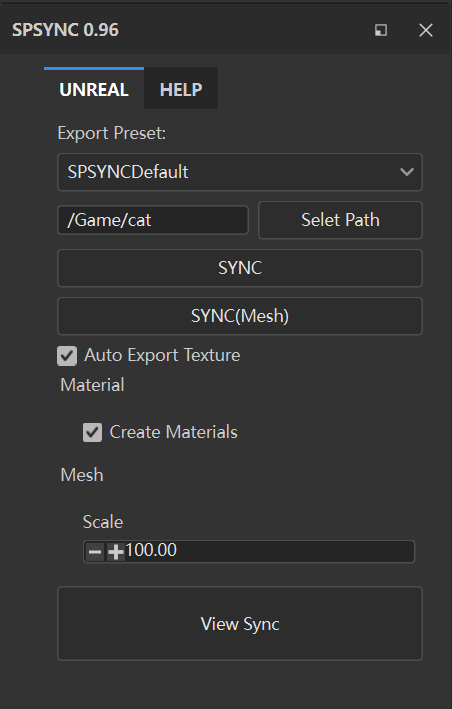 SPSYNC 0.96
UNREAL HELP
Export Preset:
SPSYNCDefault
/Game/cat Selet Path
SYNC
SYNC(Mesh)
Auto Export Texture
Material
Create Materials
Mesh
Scale
100.00
View Sync